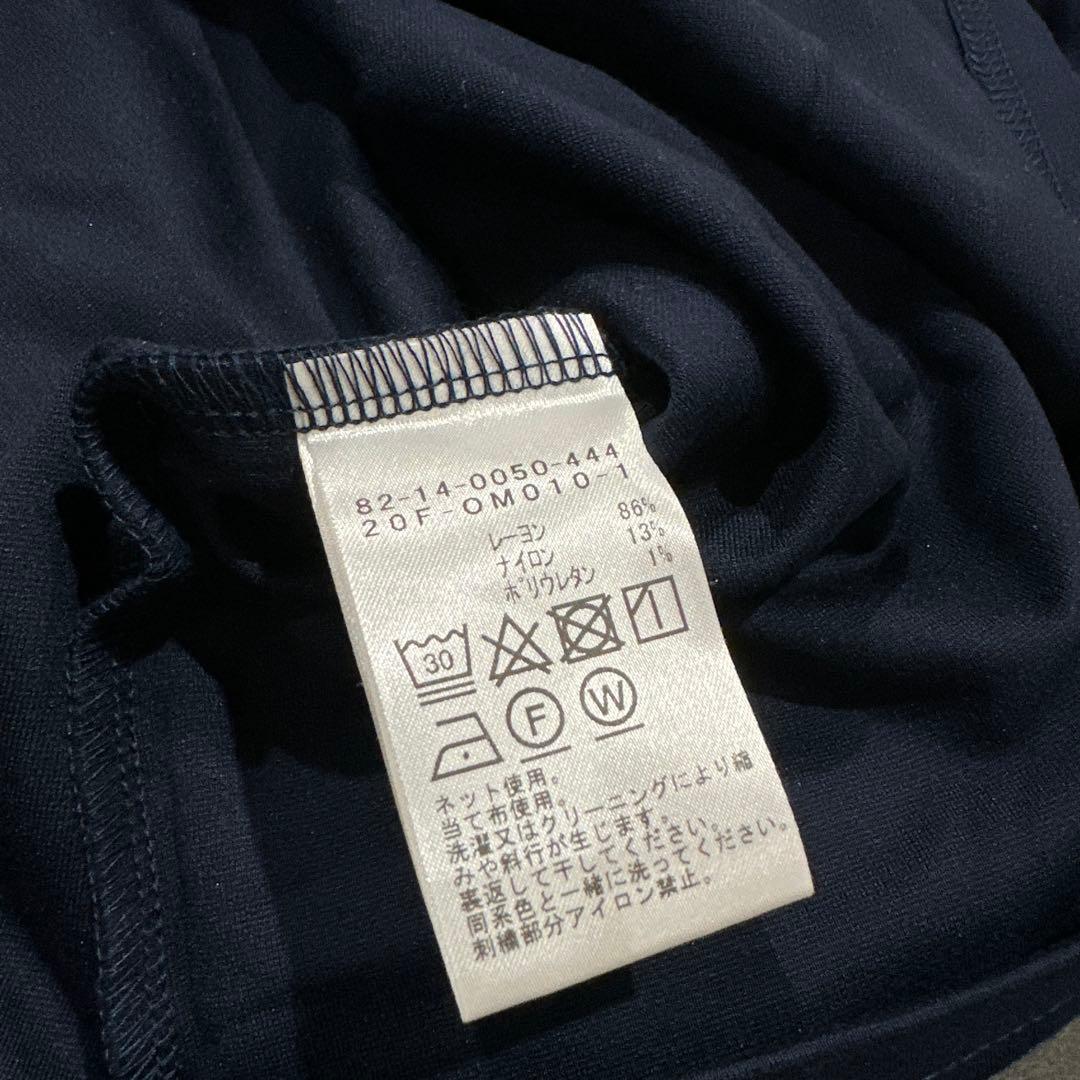 82-14-0050-444
20F-OM010-1
レーヨン 86%
ナイロン 13%
ポリウレタン 1%
30
F W
ネット使用。
当て布使用。
洗濯又はクリーニングにより縮
みや斜行が生じます。
裏返して干してください。
同系色と一緒に洗ってください。
刺繍部分アイロン禁止。